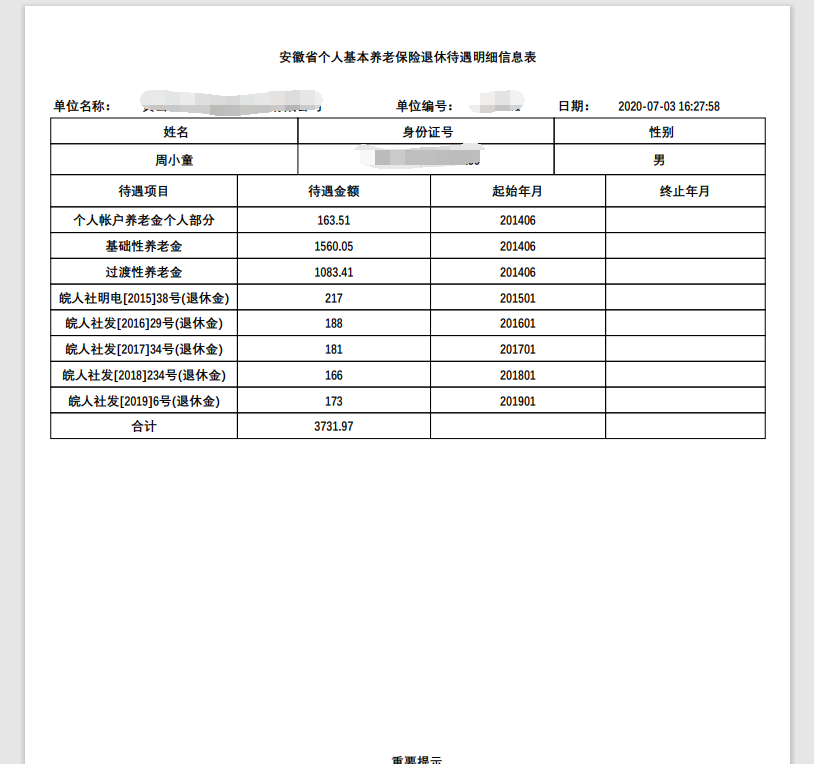 安徽省个人基本养老保险退休待遇明细信息表
单位名称： 单位编号： 日期： 2020-07-03 16:27:58
姓名 身份证号 性别
周小童 男
待遇项目 待遇金额 起始年月 终止年月
个人帐户养老金个人部分 163.51 201406
基础性养老金 1560.05 201406
过渡性养老金 1083.41 201406
皖人社明电[2015]38号(退休金) 217 201501
皖人社发[2016]29号(退休金) 188 201601
皖人社发[2017]34号(退休金) 181 201701
皖人社发[2018]234号(退休金) 166 201801
皖人社发[2019]6号(退休金) 173 201901
合计 3731.97
重要提示